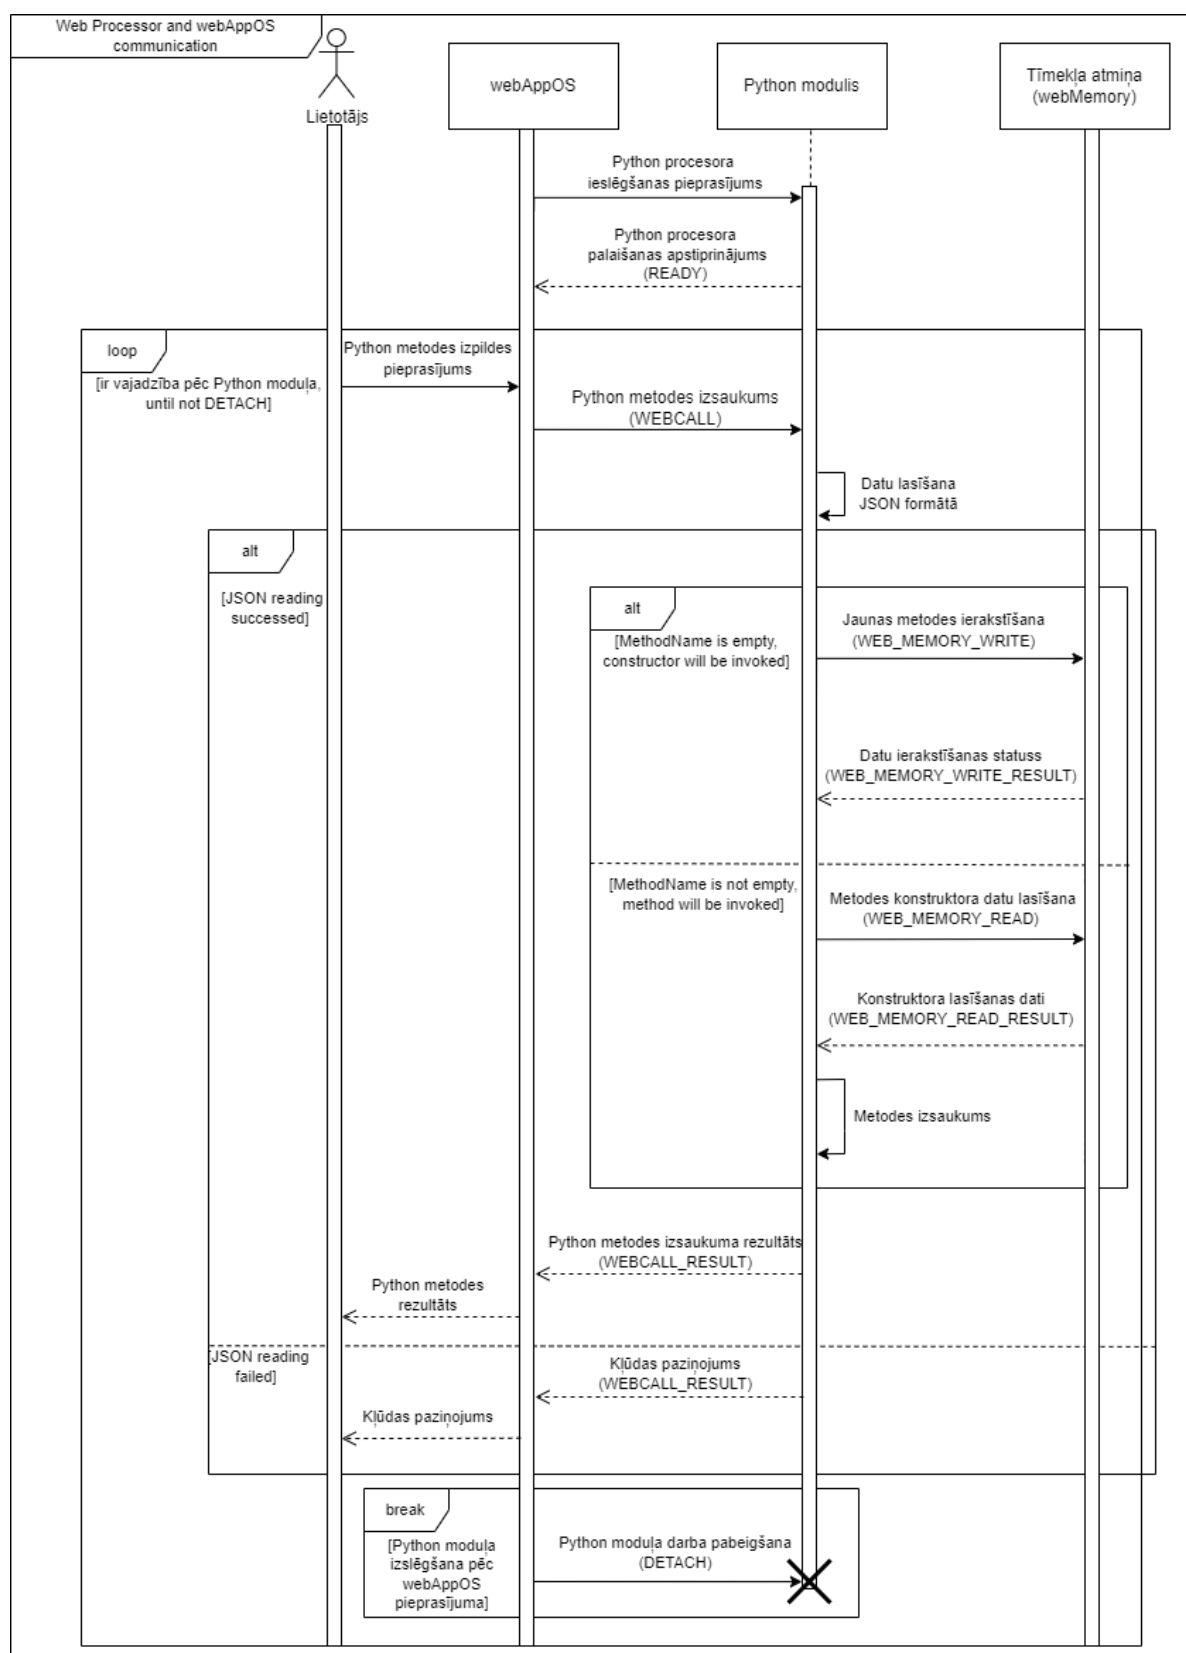 Web Processor and webAppOS
communication
Lietotājs
webAppOS
Python modulis
Tīmekļa atmiņa
(webMemory)
Python procesora
ieslēgšanas pieprasījums
Python procesora
palaišanas apstiprinājums
(READY)
loop
[ir vajadzība pēc Python moduļa,
until not DETACH]
Python metodes izpildes
pieprasījums
Python metodes izsaukums
(WEBCALL)
Datu lasīšana
JSON formātā
alt
[JSON reading
successed]
alt
[MethodName is empty,
constructor will be invoked]
Jaunas metodes ierakstīšana
(WEB_MEMORY_WRITE)
Datu ierakstīšanas statuss
(WEB_MEMORY_WRITE_RESULT)
[MethodName is not empty,
method will be invoked]
Metodes konstruktora datu lasīšana
(WEB_MEMORY_READ)
Konstruktora lasīšanas dati
(WEB_MEMORY_READ_RESULT)
Metodes izsaukums
Python metodes izsaukuma rezultāts
(WEBCALL_RESULT)
Python metodes
rezultāts
[JSON reading
failed]
Kļūdas paziņojums
(WEBCALL_RESULT)
Kļūdas paziņojums
break
[Python moduļa
izslēgšana pēc
webAppOS
pieprasījuma]
Python moduļa darba pabeigšana
(DETACH)